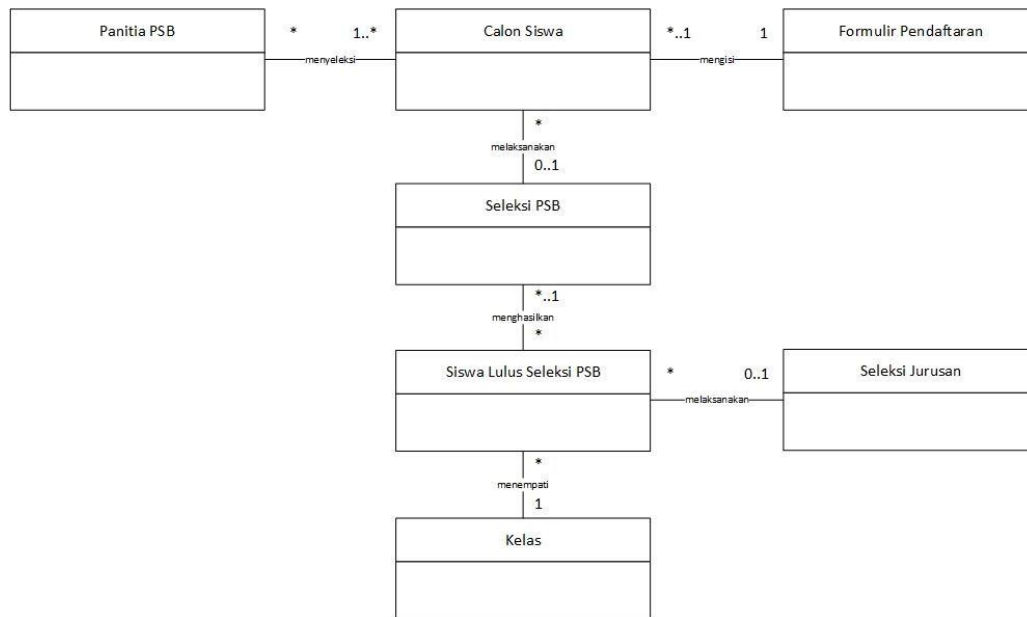 Panitia PSB
*
1..*
menyeleksi
Calon Siswa
*..1
1
mengisi
Formulir Pendaftaran
*
melaksanakan
0..1
Seleksi PSB
*..1
menghasilkan
*
Siswa Lulus Seleksi PSB
*
0..1
melaksanakan
Seleksi Jurusan
*
menempati
1
Kelas